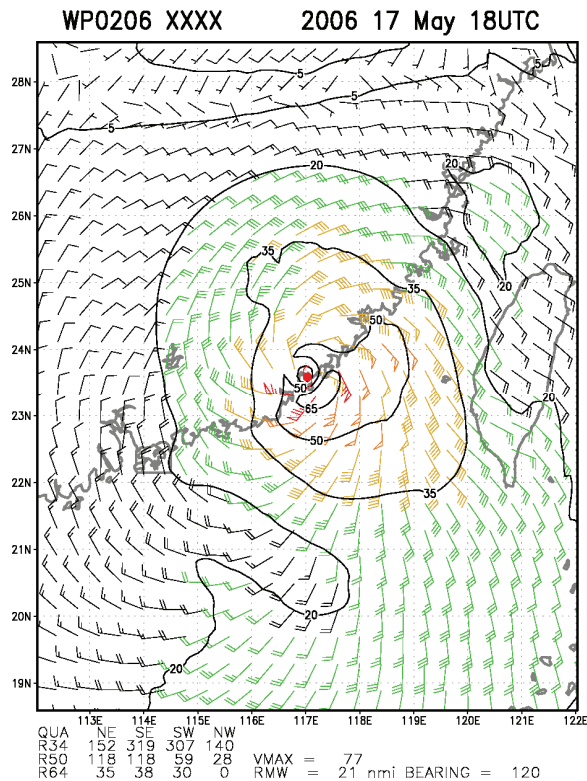 WP0206 XXXX 2006 17 May 18UTC
5
28N
5
5
27N
20
20
26N
35
25N
35
20
50
24N
50
20
23N
65
50
22N
35
21N
20
20N
20
19N
113E 114E 115E 116E 117E 118E 119E 120E 121E 122E
QUA NE SE SW NW
R34 152 319 307 140
R50 118 118 59 28 VMAX = 77
R64 35 38 30 0 RMW = 21 nmi BEARING = 120